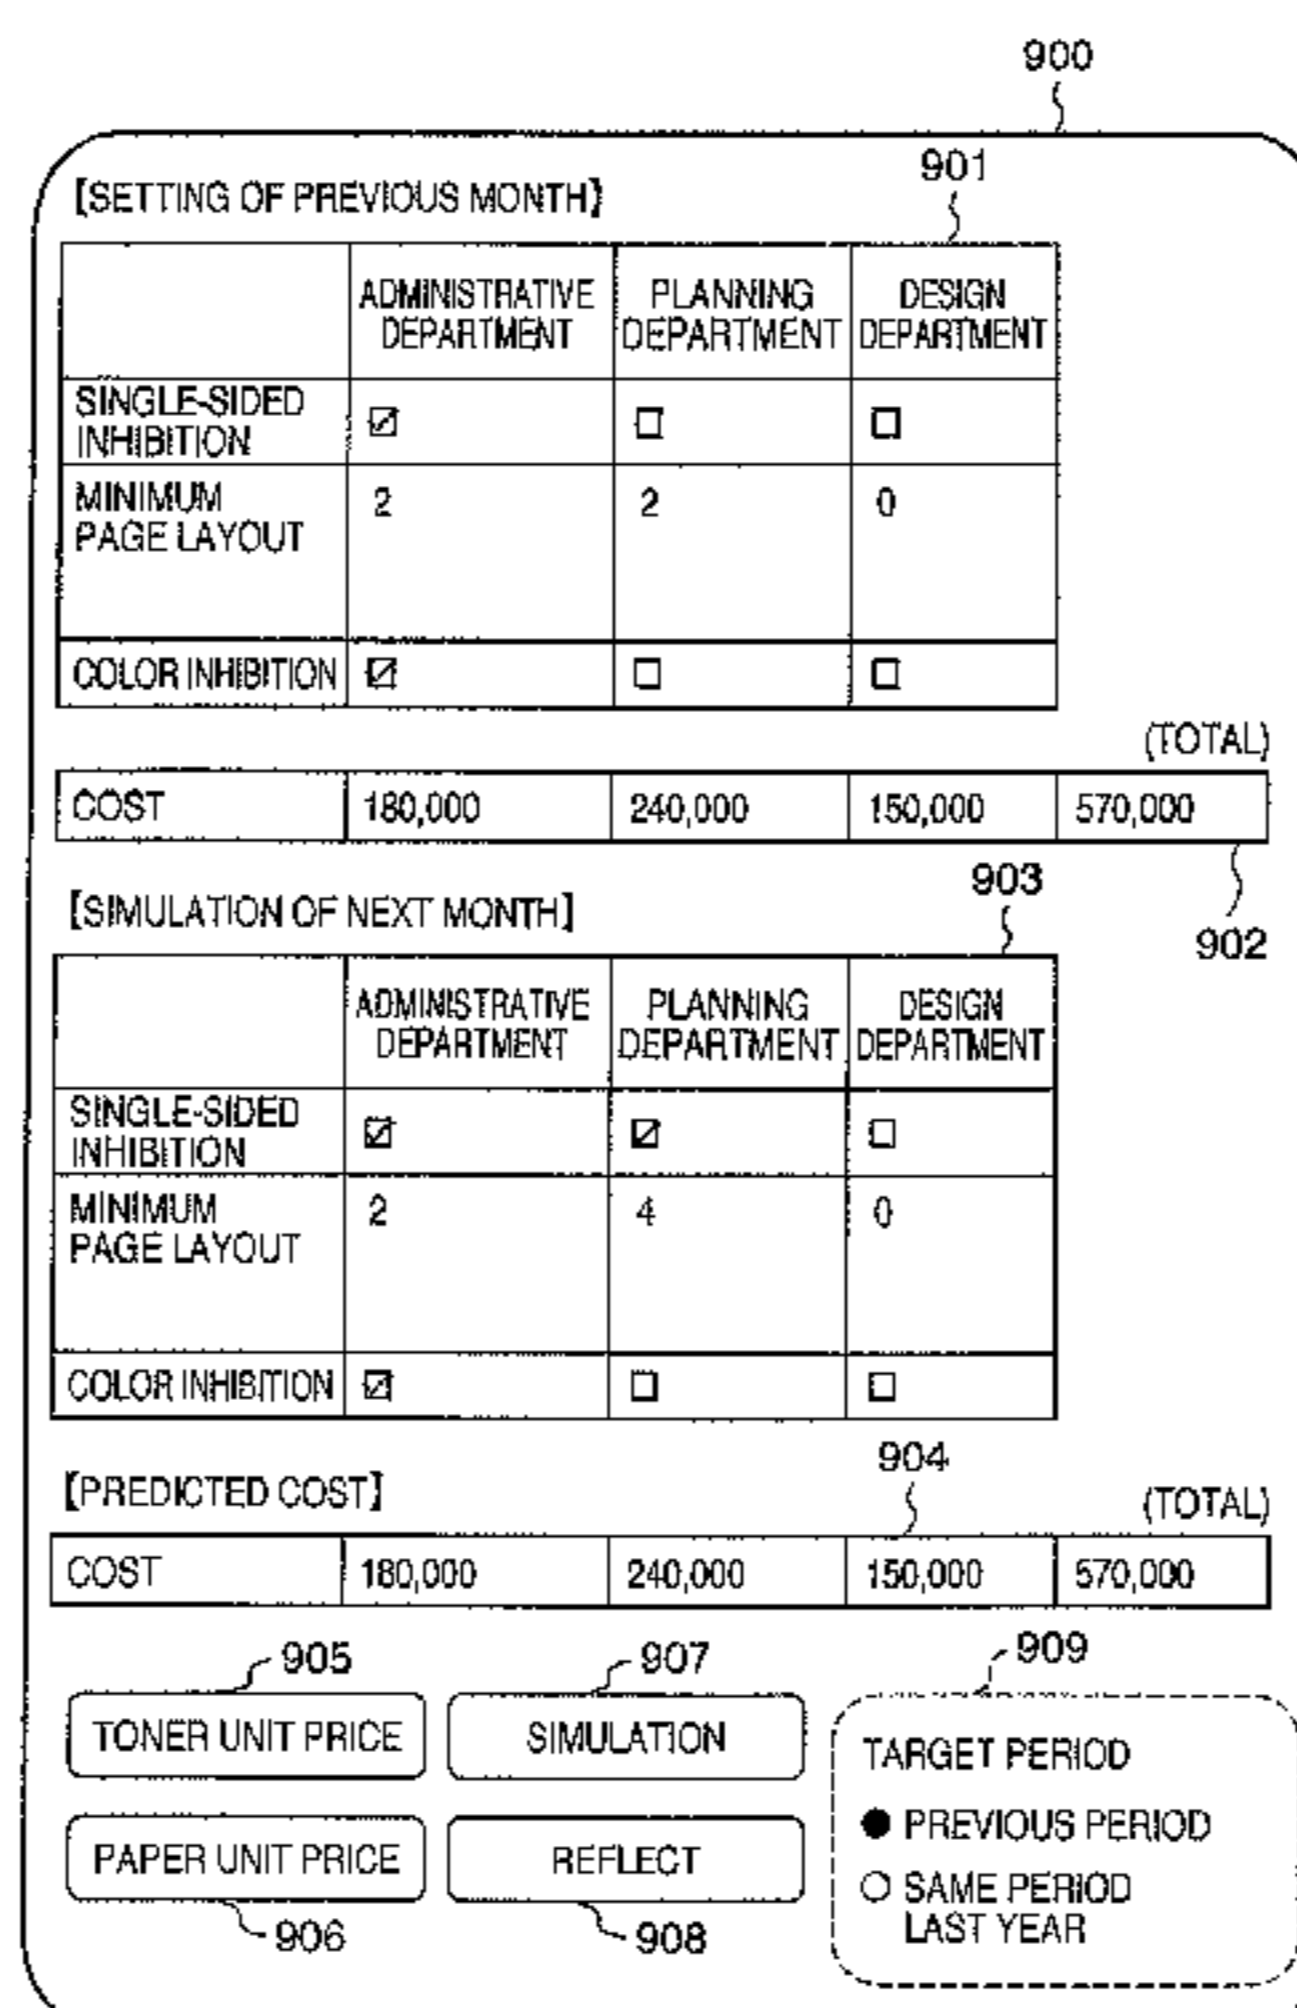 900
901
[SETTING OF PREVIOUS MONTH]
ADMINISTRATIVE DEPARTMENT PLANNING DEPARTMENT DESIGN DEPARTMENT
SINGLE-SIDED INHIBITION
MINIMUM PAGE LAYOUT 2 2 0
COLOR INHIBITION
(TOTAL)
COST 180,000 240,000 150,000 570,000
903
902
[SIMULATION OF NEXT MONTH]
ADMINISTRATIVE DEPARTMENT PLANNING DEPARTMENT DESIGN DEPARTMENT
SINGLE-SIDED INHIBITION
MINIMUM PAGE LAYOUT 2 4 0
COLOR INHIBITION
904
[PREDICTED COST] (TOTAL)
COST 180,000 240,000 150,000 570,000
905 907 909
TONER UNIT PRICE SIMULATION
PAPER UNIT PRICE REFLECT
906 908
TARGET PERIOD
PREVIOUS PERIOD
SAME PERIOD
LAST YEAR